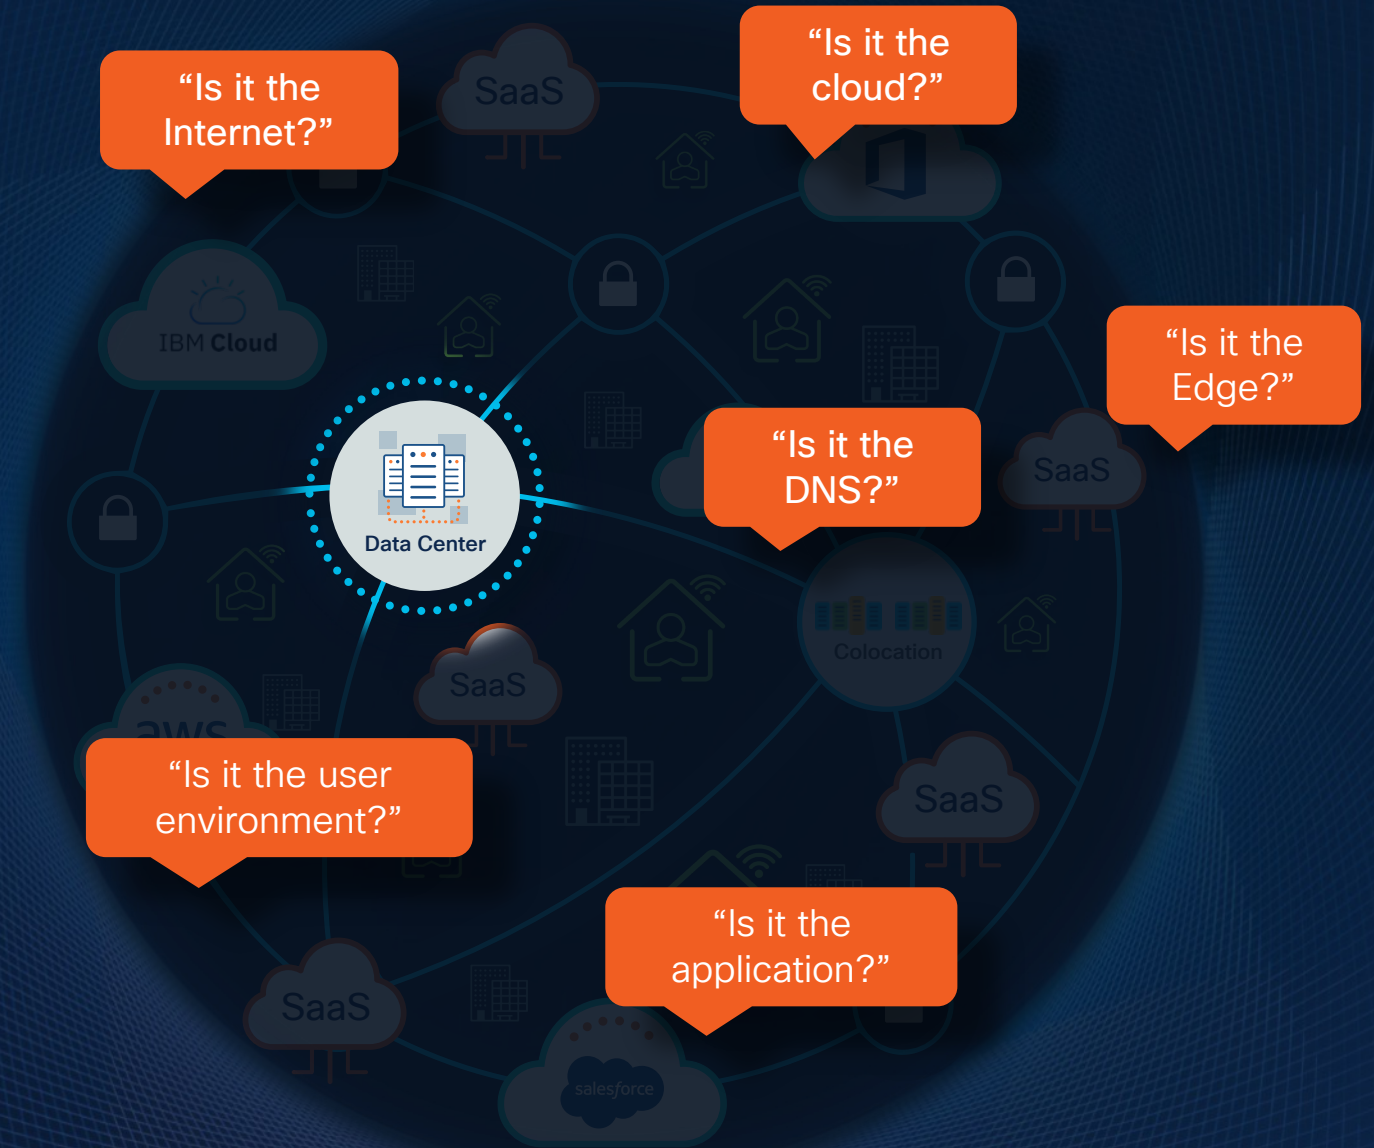 “Is it the
cloud?”
“Is it the
Internet?”
SaaS
IBM Cloud
“Is it the
Edge?”
“Is it the
DNS?”
SaaS
Data Center
Colocation
SaaS
aws
“Is it the user
environment?”
SaaS
“Is it the
application?”
SaaS
salesforce